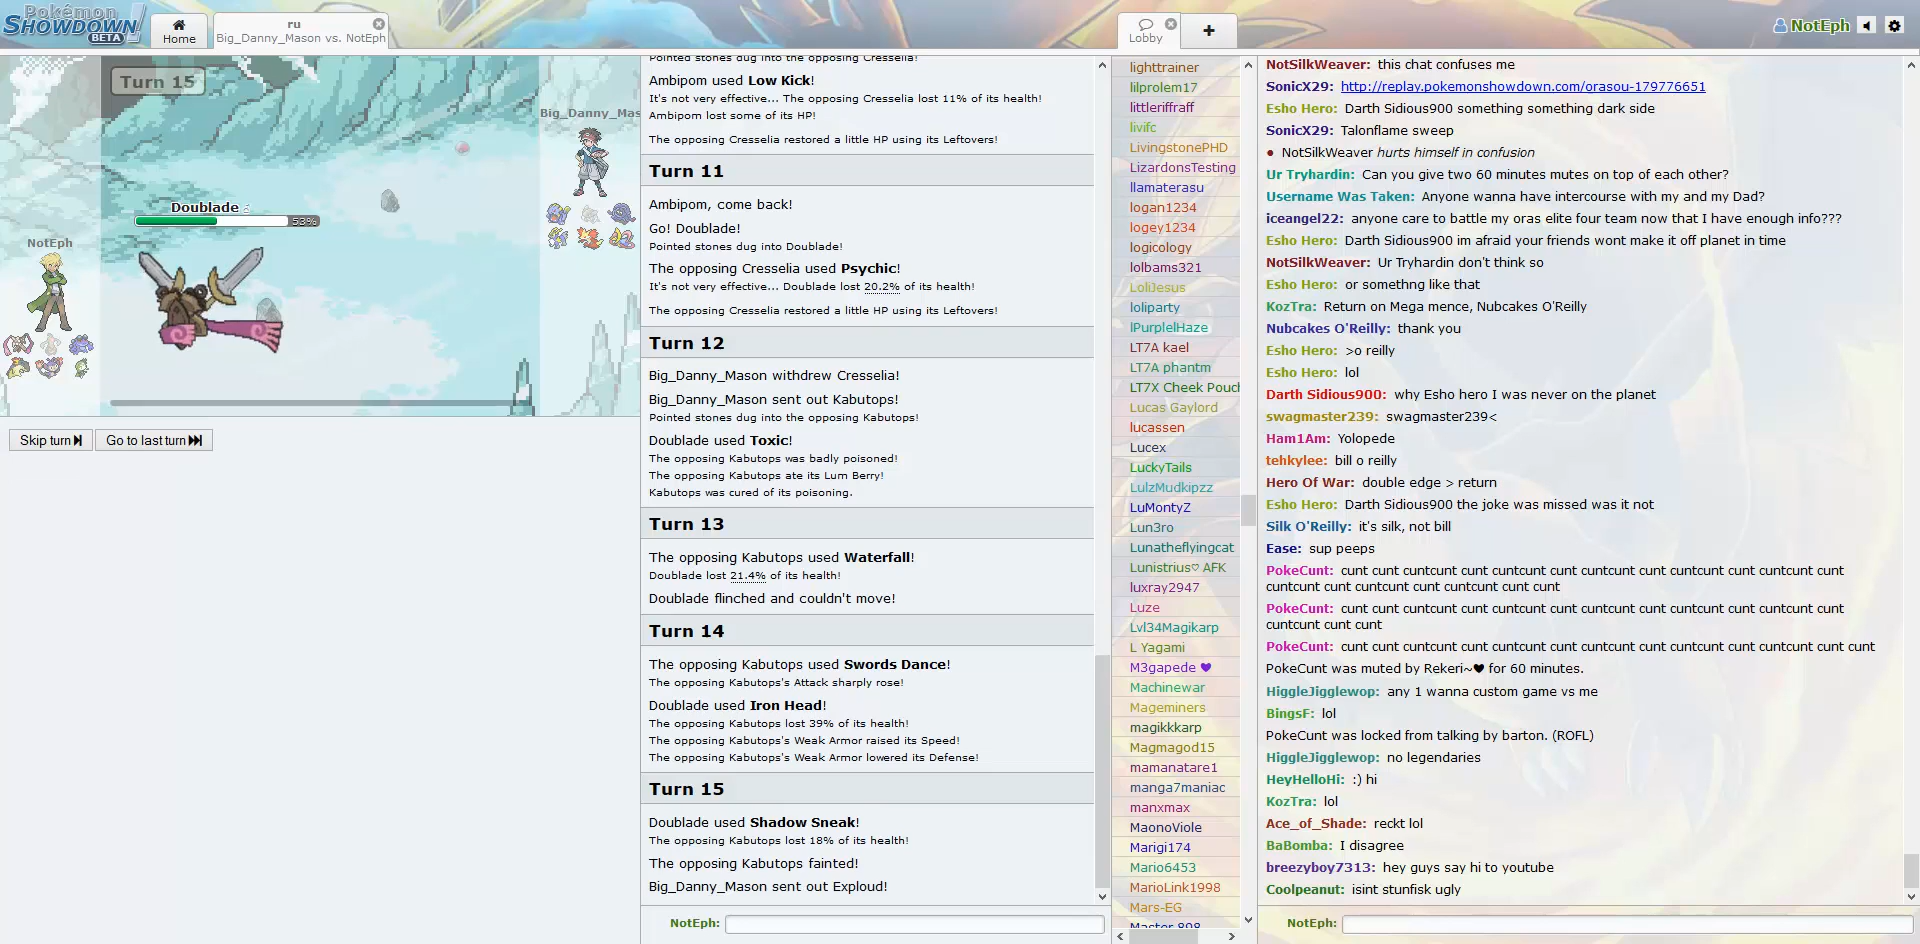 Pokémon
SHOWDOWN!
BETA
Home
ru
Big_Danny_Mason vs. NotEph
Lobby
+
NotEph
Turn 15
Big_Danny_Mas
Doublade
53%
NotEph
Skip turn
Go to last turn
Pointed stones dug into the opposing Cresselia!
Ambipom used Low Kick!
It's not very effective... The opposing Cresselia lost 11% of its health!
Ambipom lost some of its HP!
The opposing Cresselia restored a little HP using its Leftovers!
Turn 11
Ambipom, come back!
Go! Doublade!
Pointed stones dug into Doublade!
The opposing Cresselia used Psychic!
It's not very effective... Doublade lost 20.2% of its health!
The opposing Cresselia restored a little HP using its Leftovers!
Turn 12
Big_Danny_Mason withdrew Cresselia!
Big_Danny_Mason sent out Kabutops!
Pointed stones dug into the opposing Kabutops!
Doublade used Toxic!
The opposing Kabutops was badly poisoned!
The opposing Kabutops ate its Lum Berry!
Kabutops was cured of its poisoning.
Turn 13
The opposing Kabutops used Waterfall!
Doublade lost 21.4% of its health!
Doublade flinched and couldn't move!
Turn 14
The opposing Kabutops used Swords Dance!
The opposing Kabutops's Attack sharply rose!
Doublade used Iron Head!
The opposing Kabutops lost 39% of its health!
The opposing Kabutops's Weak Armor raised its Speed!
The opposing Kabutops's Weak Armor lowered its Defense!
Turn 15
Doublade used Shadow Sneak!
The opposing Kabutops lost 18% of its health!
The opposing Kabutops fainted!
Big_Danny_Mason sent out Exploud!
NotEph:
lighttrainer
lilprolem17
littleriffraff
livifc
LivingstonePHD
LizardonsTesting
llamaterasu
logan1234
logey1234
logicology
lolbams321
LoliJesus
loliparty
lPurplelHaze
LT7A kael
LT7A phantm
LT7X Cheek Pouch
Lucas Gaylord
lucassen
Lucex
LuckyTails
LulzMudkipzz
LuMontyZ
Lun3ro
Lunatheflyingcat
Lunistrius♡ AFK
luxray2947
Luze
Lvl34Magikarp
L Yagami
M3gapede ♥
Machinewar
Mageminers
magikkkarp
Magmagod15
mamanatare1
manga7maniac
manxmax
MaonoViole
Marigi174
Mario6453
MarioLink1998
Mars-EG
Master 898
NotSilkWeaver: this chat confuses me
SonicX29: http://replay.pokemonshowdown.com/orasou-179776651
Esho Hero: Darth Sidious900 something something dark side
SonicX29: Talonflame sweep
• NotSilkWeaver hurts himself in confusion
Ur Tryhardin: Can you give two 60 minutes mutes on top of each other?
Username Was Taken: Anyone wanna have intercourse with my and my Dad?
iceangel22: anyone care to battle my oras elite four team now that I have enough info???
Esho Hero: Darth Sidious900 im afraid your friends wont make it off planet in time
NotSilkWeaver: Ur Tryhardin don't think so
Esho Hero: or somethng like that
KozTra: Return on Mega mence, Nubcakes O'Reilly
Nubcakes O'Reilly: thank you
Esho Hero: >o reilly
Esho Hero: lol
Darth Sidious900: why Esho hero I was never on the planet
swagmaster239: swagmaster239<
Ham1Am: Yolopede
tehkylee: bill o reilly
Hero Of War: double edge > return
Esho Hero: Darth Sidious900 the joke was missed was it not
Silk O'Reilly: it's silk, not bill
Ease: sup peeps
PokeCunt: cunt cunt cuntcunt cunt cuntcunt cunt cuntcunt cunt cuntcunt cunt cuntcunt cunt cuntcunt cunt
cuntcunt cunt cuntcunt cunt cuntcunt cunt cunt
PokeCunt: cunt cunt cuntcunt cunt cuntcunt cunt cuntcunt cunt cuntcunt cunt cuntcunt cunt cuntcunt cunt
cuntcunt cunt cunt
PokeCunt: cunt cunt cuntcunt cunt cuntcunt cunt cuntcunt cunt cuntcunt cunt cuntcunt cunt cuntcunt cunt cunt
PokeCunt was muted by Rekeri~♥ for 60 minutes.
HiggleJigglewop: any 1 wanna custom game vs me
BingsF: lol
PokeCunt was locked from talking by barton. (ROFL)
HiggleJigglewop: no legendaries
HeyHelloHi: :) hi
KozTra: lol
Ace_of_Shade: reckt lol
BaBomba: I disagree
breezyboy7313: hey guys say hi to youtube
Coolpeanut: isint stunfisk ugly
NotEph: